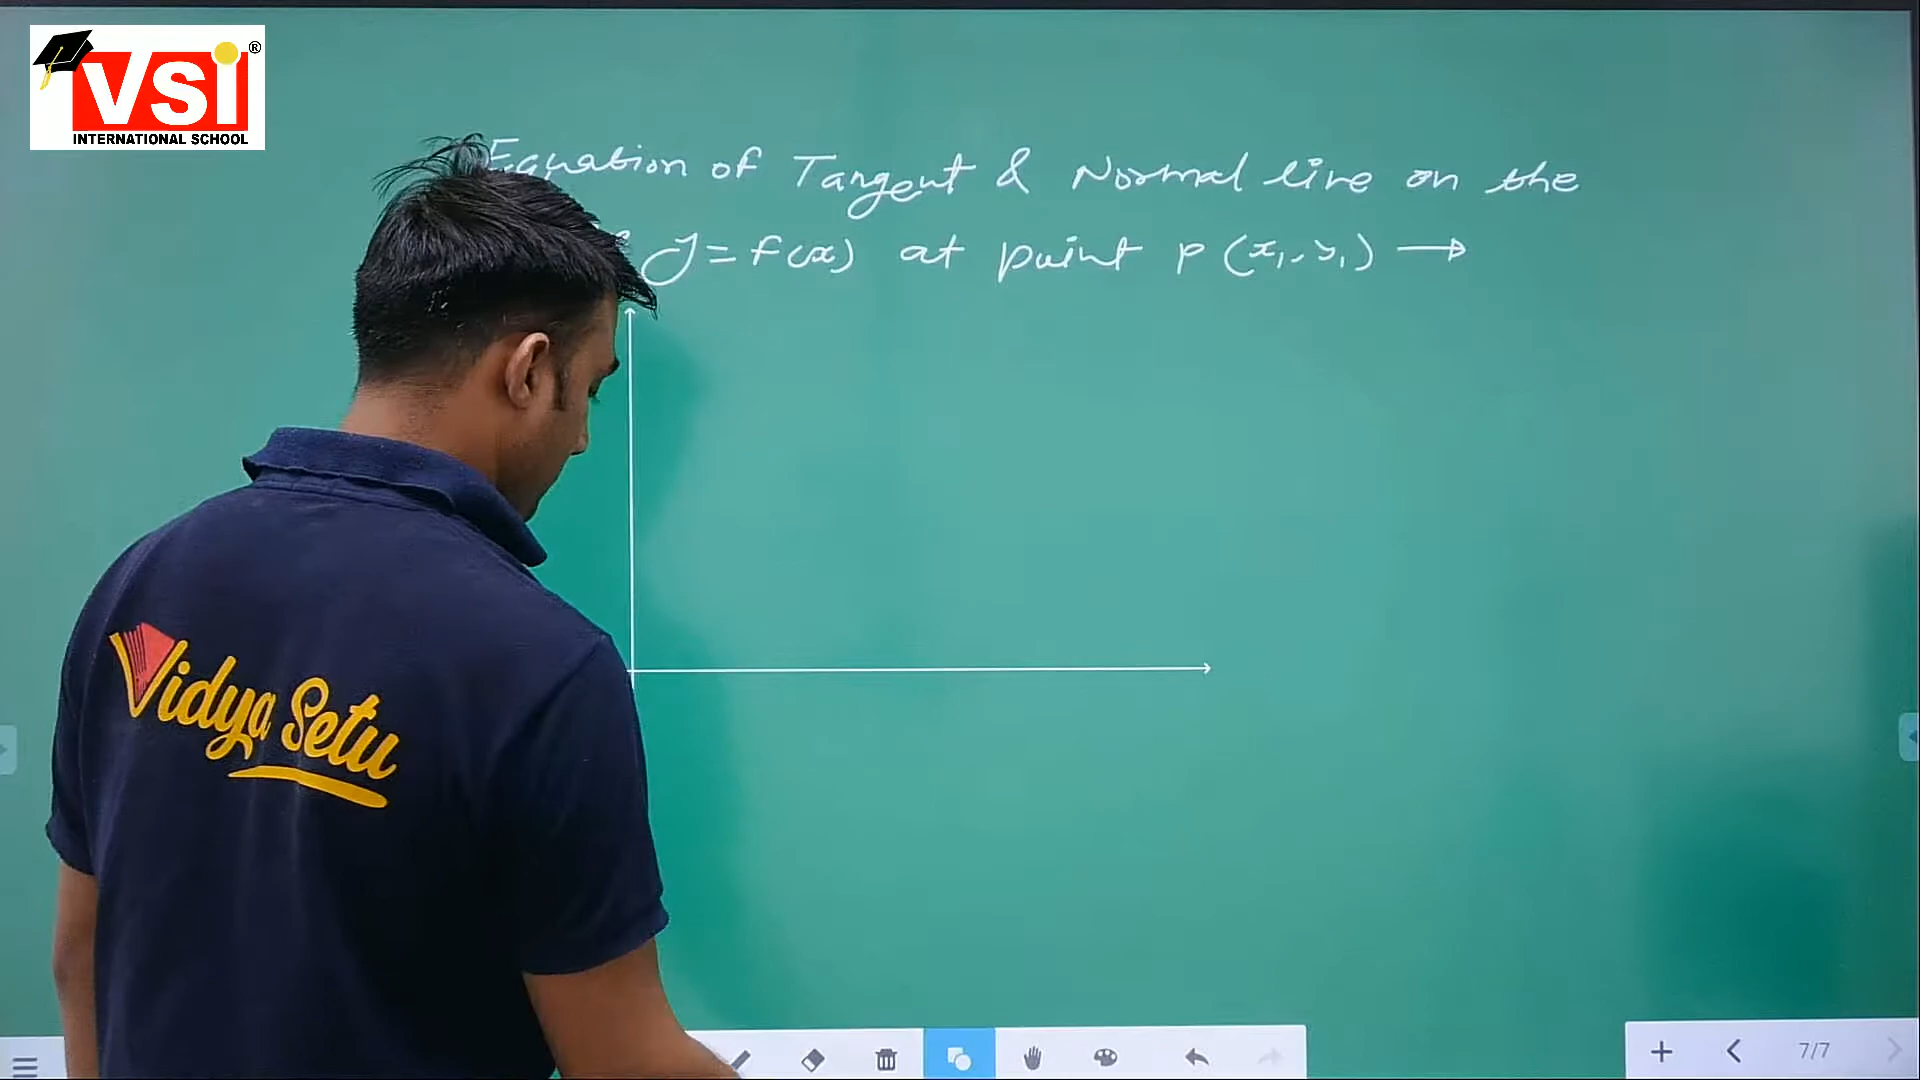 VSI ®
INTERNATIONAL SCHOOL
Equation of Tangent & Normal line on the
y = f(x) at point P (x₁, y₁) →
Vidya Setu
7/7